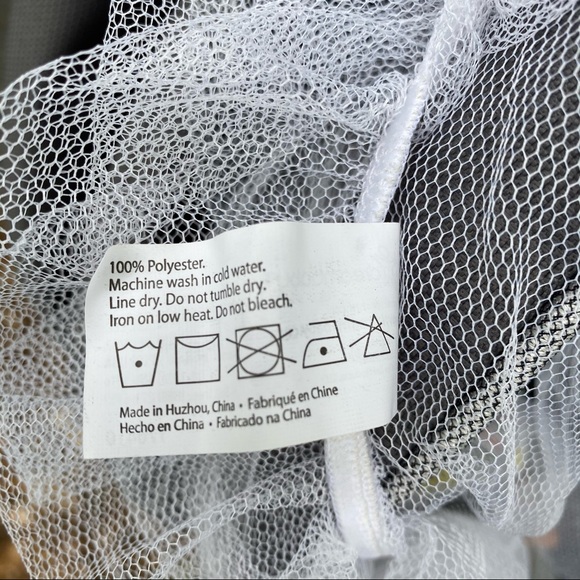 100% Polyester.
Machine wash in cold water.
Line dry. Do not tumble dry.
Iron on low heat. Do not bleach.
Made in Huzhou, China • Fabriqué en Chine
Hecho en China • Fabricado na China